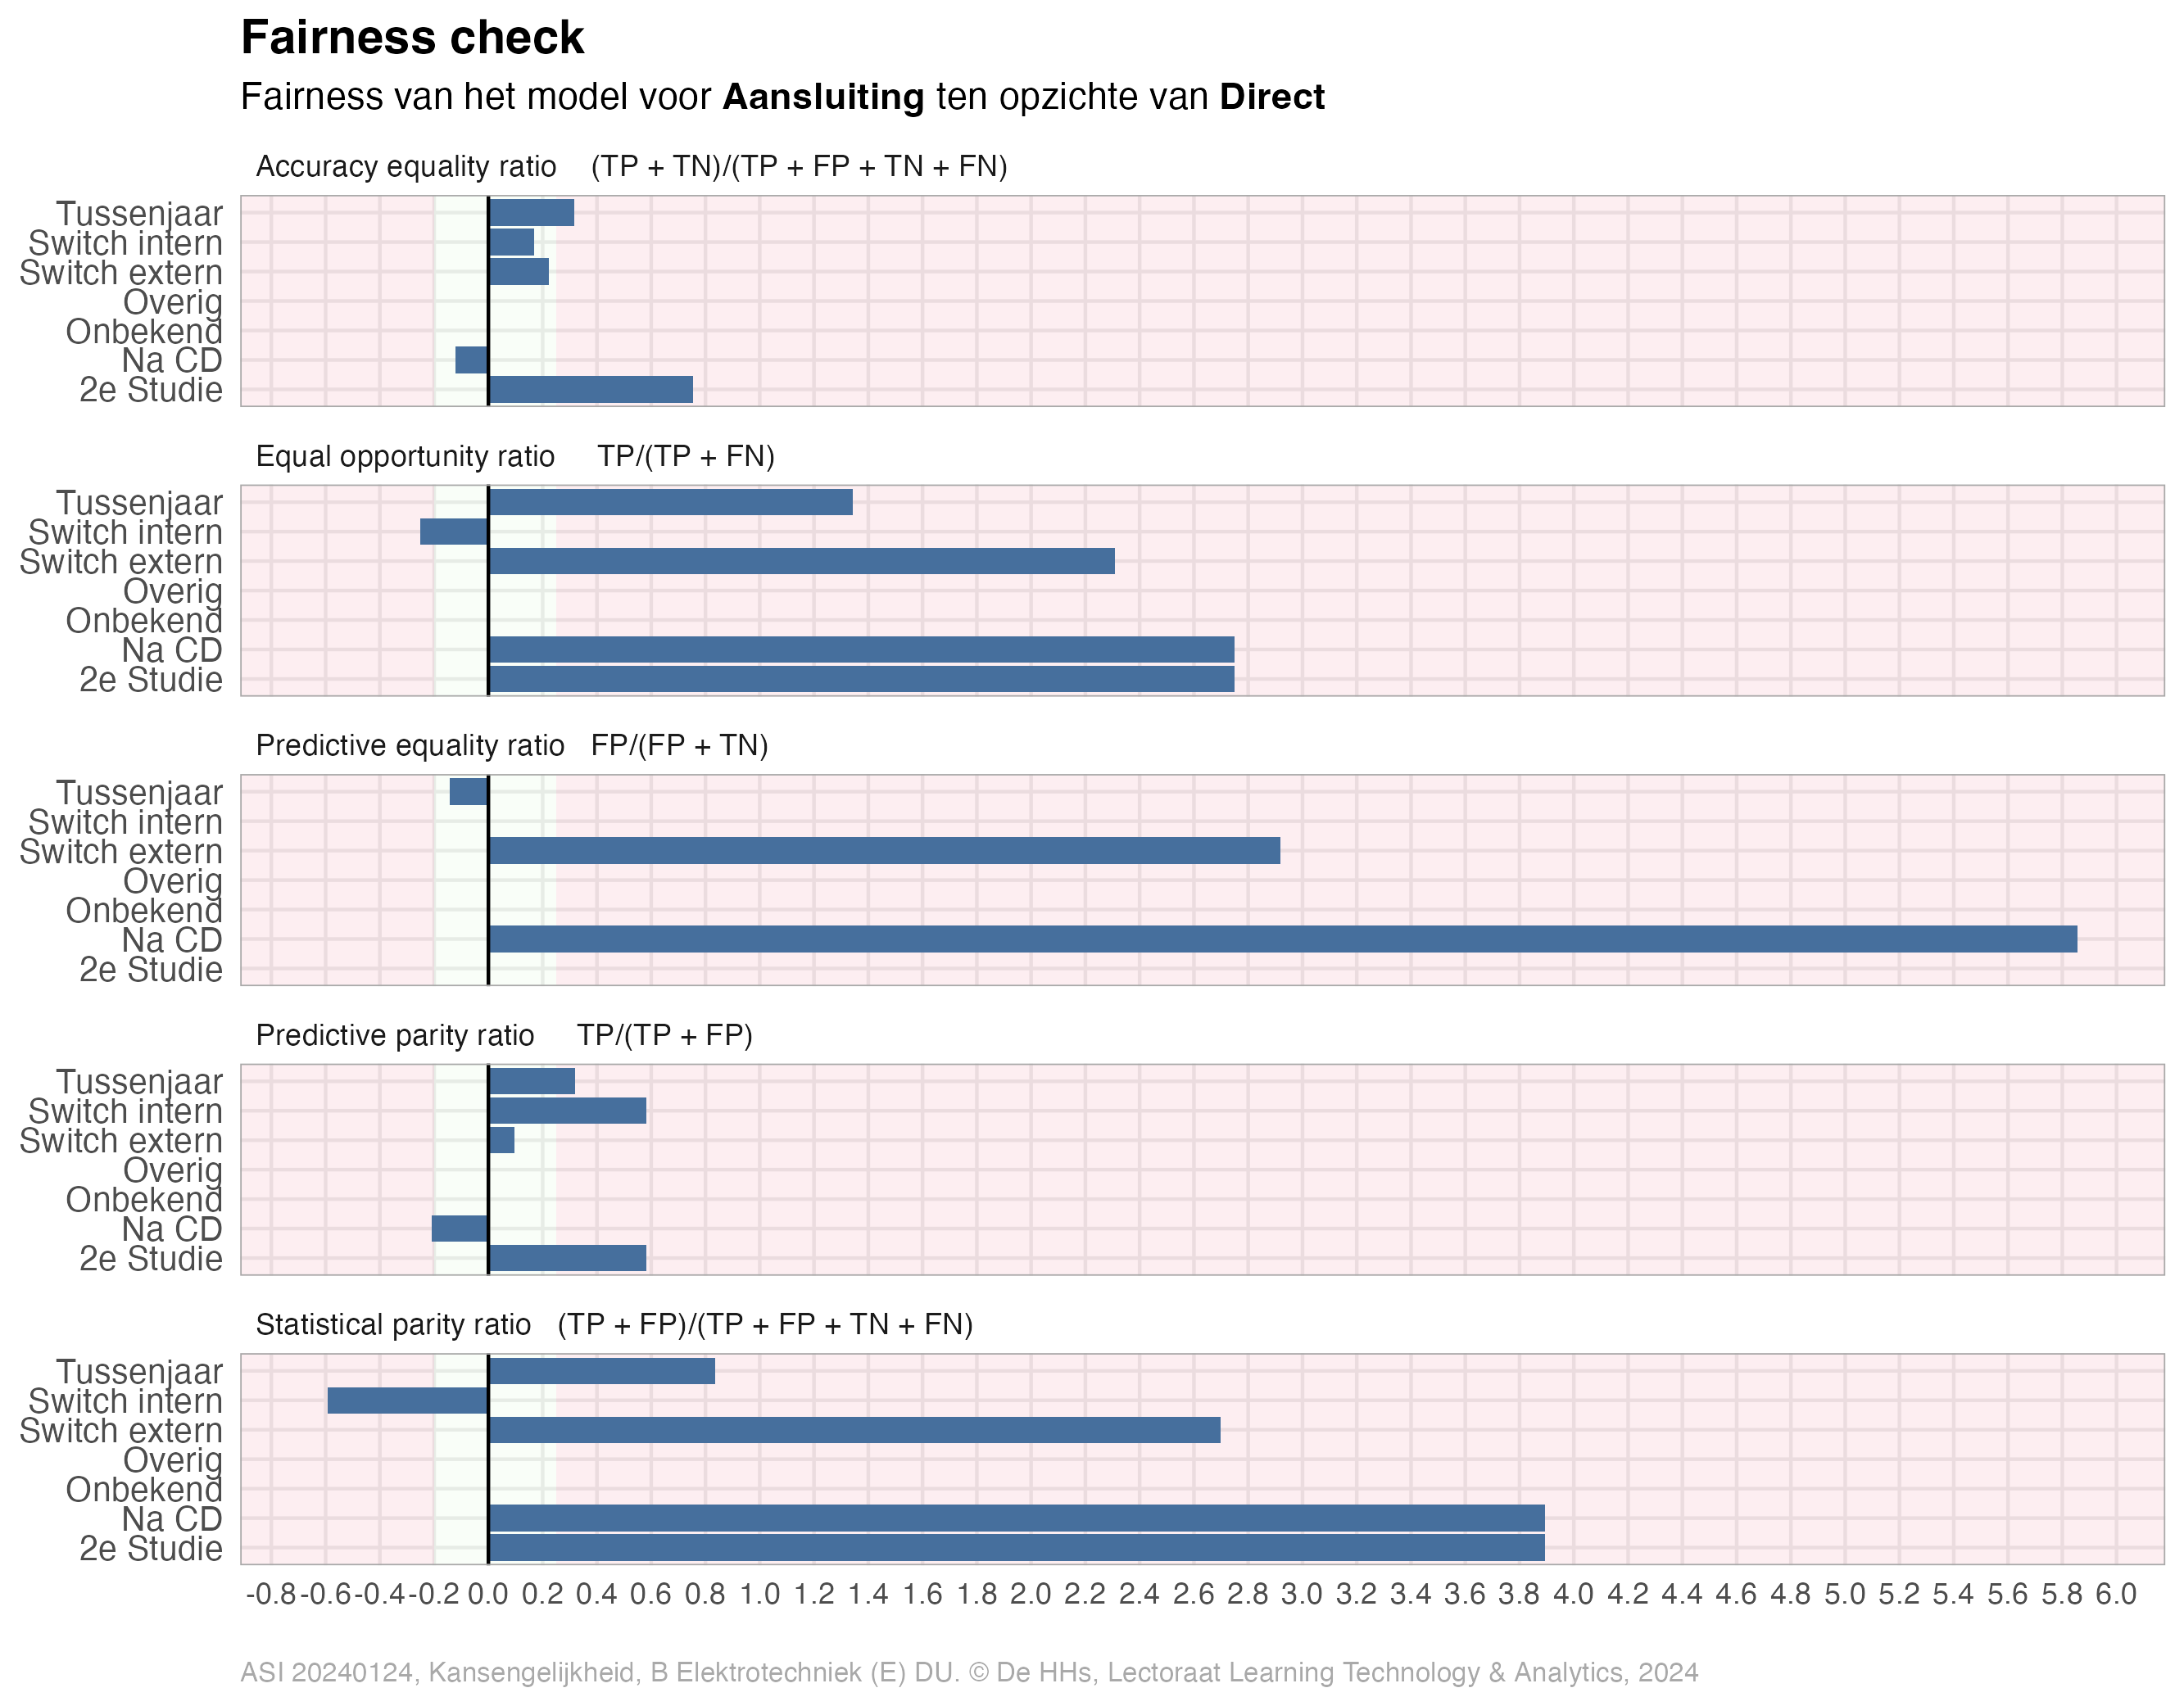 Fairness check
Fairness van het model voor Aansluiting ten opzichte van Direct
Accuracy equality ratio (TP + TN)/(TP + FP + TN + FN)
Tussenjaar
Switch intern
Switch extern
Overig
Onbekend
Na CD
2e Studie
Equal opportunity ratio TP/(TP + FN)
Tussenjaar
Switch intern
Switch extern
Overig
Onbekend
Na CD
2e Studie
Predictive equality ratio FP/(FP + TN)
Tussenjaar
Switch intern
Switch extern
Overig
Onbekend
Na CD
2e Studie
Predictive parity ratio TP/(TP + FP)
Tussenjaar
Switch intern
Switch extern
Overig
Onbekend
Na CD
2e Studie
Statistical parity ratio (TP + FP)/(TP + FP + TN + FN)
Tussenjaar
Switch intern
Switch extern
Overig
Onbekend
Na CD
2e Studie
-0.8 -0.6 -0.4 -0.2 0.0 0.2 0.4 0.6 0.8 1.0 1.2 1.4 1.6 1.8 2.0 2.2 2.4 2.6 2.8 3.0 3.2 3.4 3.6 3.8 4.0 4.2 4.4 4.6 4.8 5.0 5.2 5.4 5.6 5.8 6.0
ASI 20240124, Kansengelijkheid, B Elektrotechniek (E) DU. © De HHs, Lectoraat Learning Technology & Analytics, 2024